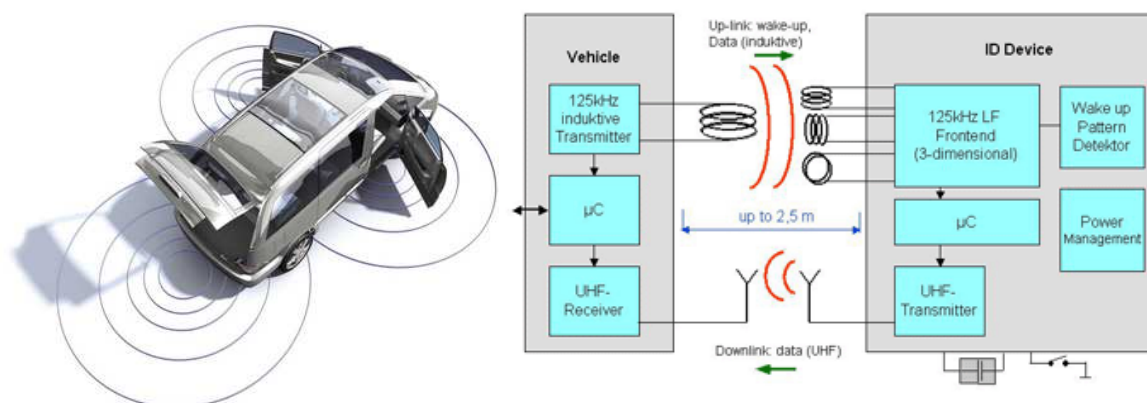 Up-link: wake-up,
Data (induktive)
Vehicle
ID Device
125kHz
induktive
Transmitter
125kHz LF
Frontend
(3-dimensional)
Wake up
Pattern
Detektor
µC
up to 2,5 m
µC
Power
Management
UHF-
Receiver
UHF-
Transmitter
Downlink: data (UHF)